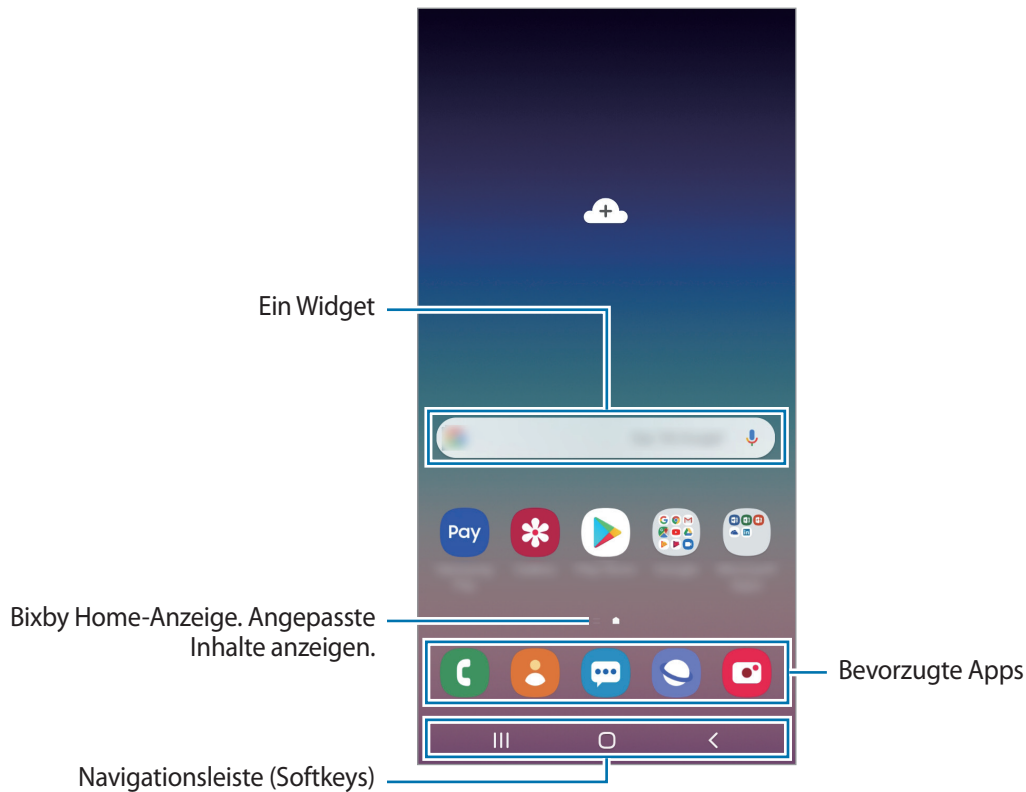 Ein Widget
Pay
Bixby Home-Anzeige. Angepasste
Inhalte anzeigen.
Bevorzugte Apps
Navigationsleiste (Softkeys)